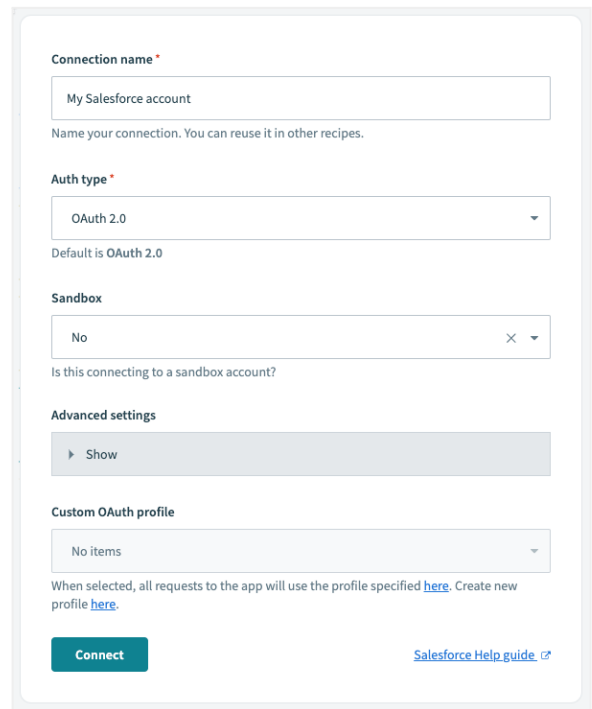 Connection name*
My Salesforce account
Name your connection. You can reuse it in other recipes.
Auth type*
OAuth 2.0
Default is OAuth 2.0
Sandbox
No
Is this connecting to a sandbox account?
Advanced settings
Show
Custom OAuth profile
No items
When selected, all requests to the app will use the profile specified here. Create new
profile here.
Connect
Salesforce Help guide